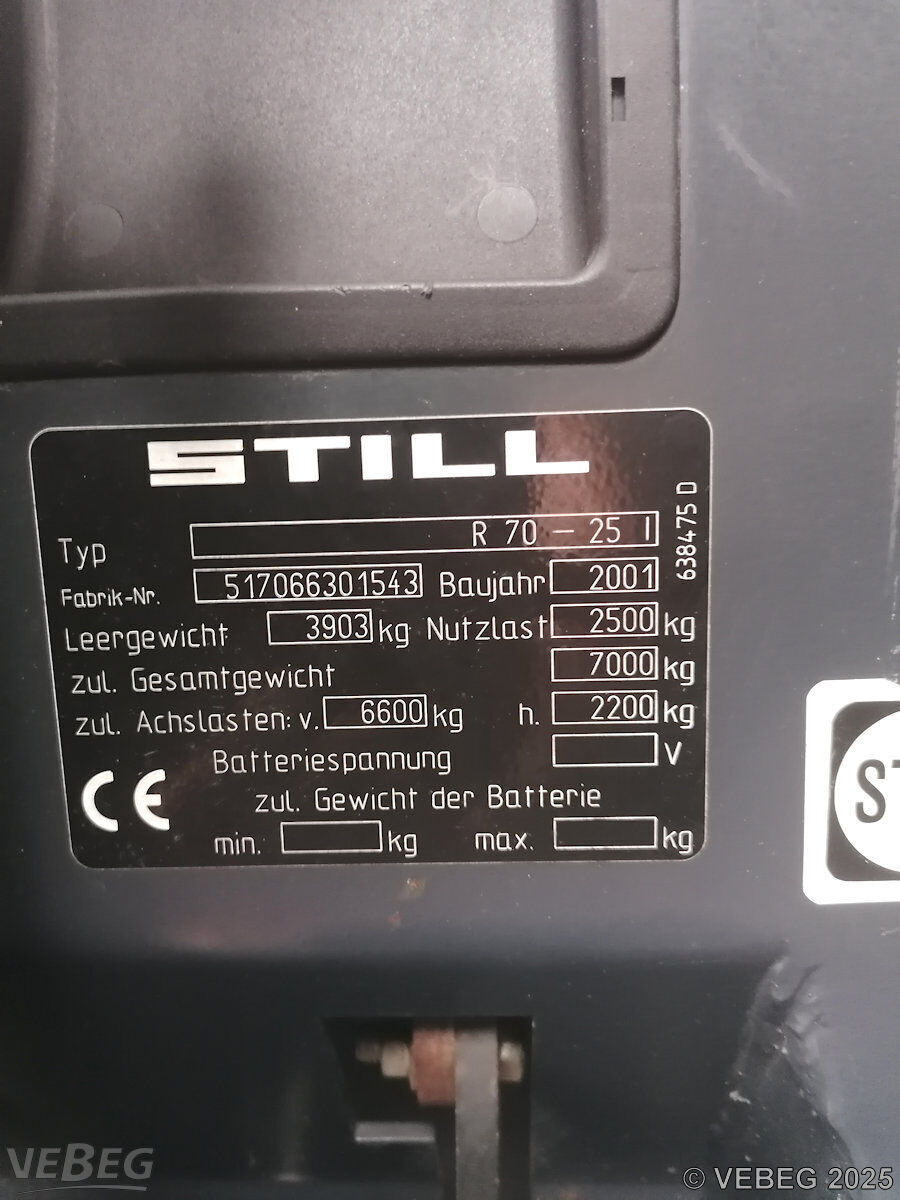 STILL
Typ R 70 - 25 I
Fabrik-Nr. 517066301543 Baujahr 2001
Leergewicht 3903 kg Nutzlast 2500 kg
zul. Gesamtgewicht 7000 kg
zul. Achslasten: v. 6600 kg h. 2200 kg
Batteriespannung V
zul. Gewicht der Batterie
min. kg max. kg
CE
638475 D
ST
VEBEG
© VEBEG 2025